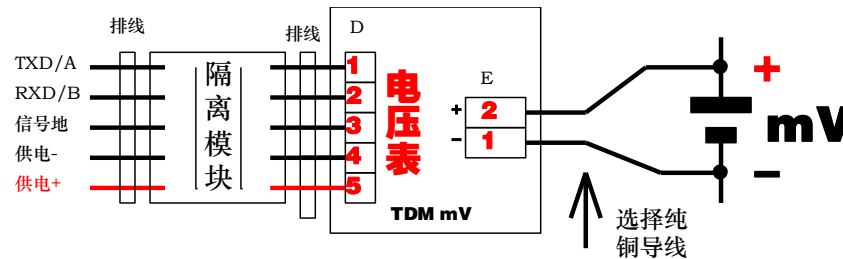 排线
排线
D
TXD/A
RXD/B
信号地
供电-
供电+
隔离模块
1
2
3
4
5
电压表
E
+ 2
- 1
TDM mV
+
mV
-
选择纯
铜导线